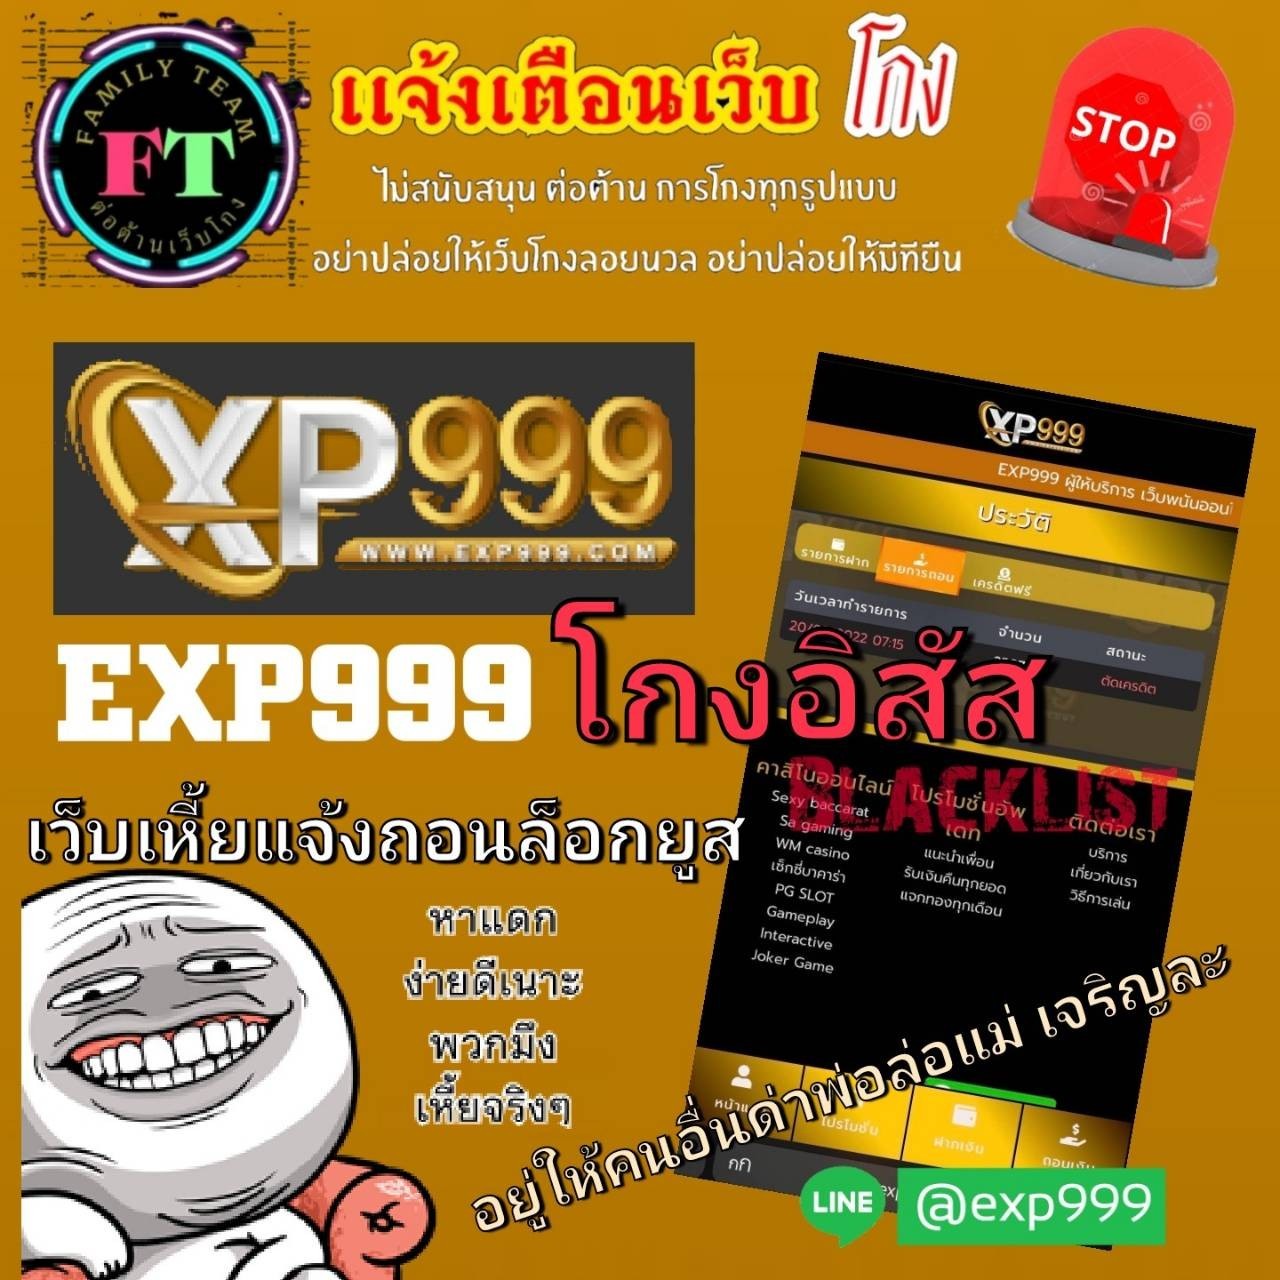 FAMILY TEAM
FT
ต่อต้านเว็บโกง
แจ้งเตือนเว็บ โกง
STOP
ไม่สนับสนุน ต่อต้าน การโกงทุกรูปแบบ
อย่าปล่อยให้เว็บโกงลอยนวล อย่าปล่อยให้มีที่ยืน
XP999
WWW.EXP999.COM
XP999
EXP999 ผู้ให้บริการ เว็บพนันออนไ
ประวัติ
รายการฝาก
รายการถอน
เครดิตฟรี
วันเวลาทำรายการ
จำนวน
สถานะ
2022 07:15
ตัดเครดิต
EXP999 โกงอิสัส
BLACKLIST
เว็บเหี้ยแจ้งถอนล็อกยูส
คาสิโนออนไลน์
Sexy baccarat
Sa gaming
WM casino
เซ็กซี่บาคาร่า
PG SLOT
Gameplay
Interactive
Joker Game
โปรโมชั่นอัพ
เดท
แนะนำเพื่อน
รับเงินคืนทุกยอด
แจกทองทุกเดือน
ติดต่อเรา
บริการ
เกี่ยวกับเรา
วิธีการเล่น
หาแดก
ง่ายดีเนาะ
พวกมึง
เหี้ยจริงๆ
อยู่ให้คนอื่นด่าพ่อล่อแม่ เจริญละ
โปรโมชั่น
ฝากเงิน
ถอนเงิน
LINE
@exp999